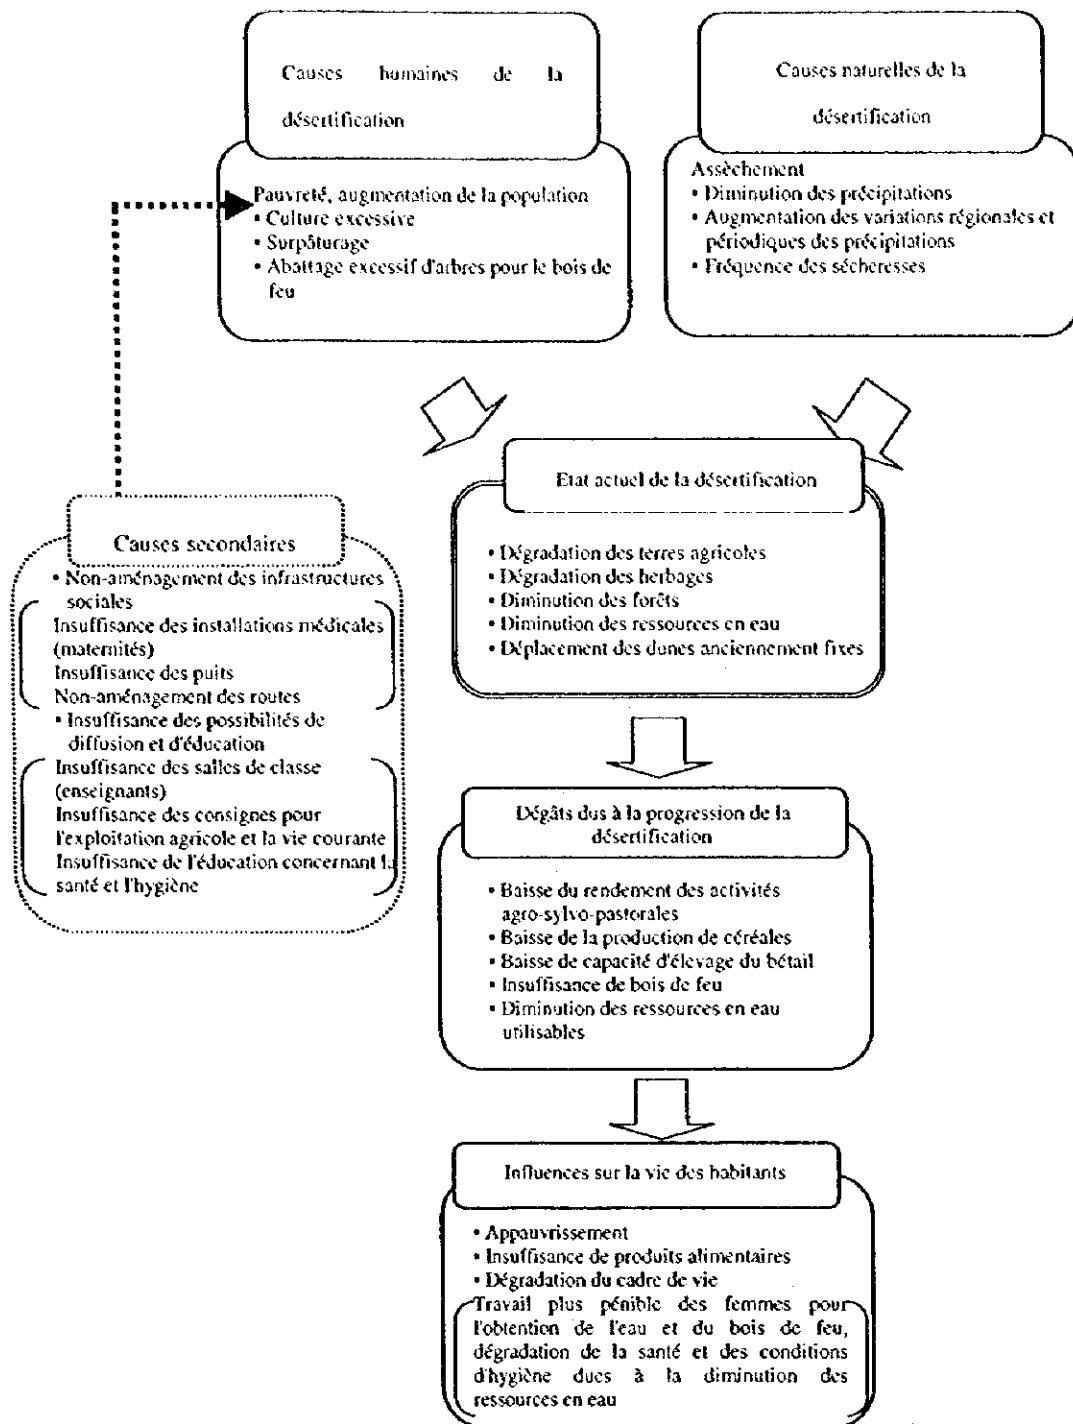 Causes humaines de la
désertification
Pauvreté, augmentation de la population
• Culture excessive
• Surpâturage
• Abattage excessif d'arbres pour le bois de
feu
Causes naturelles de la
désertification
Assèchement
• Diminution des précipitations
• Augmentation des variations régionales et
périodiques des précipitations
• Fréquence des sécheresses
Etat actuel de la désertification
• Dégradation des terres agricoles
• Dégradation des herbages
• Diminution des forêts
• Diminution des ressources en eau
• Déplacement des dunes anciennement fixes
Causes secondaires
• Non-aménagement des infrastructures
sociales
Insuffisance des installations médicales
(maternités)
Insuffisance des puits
Non-aménagement des routes
• Insuffisance des possibilités de
diffusion et d'éducation
Insuffisance des salles de classe
(enseignants)
Insuffisance des consignes pour
l'exploitation agricole et la vie courante
Insuffisance de l'éducation concernant la
santé et l'hygiène
Dégâts dus à la progression de la
désertification
• Baisse du rendement des activités
agro-sylvo-pastorales
• Baisse de la production de céréales
• Baisse de capacité d'élevage du bétail
• Insuffisance de bois de feu
• Diminution des ressources en eau
utilisables
Influences sur la vie des habitants
• Appauvrissement
• Insuffisance de produits alimentaires
• Dégradation du cadre de vie
Travail plus pénible des femmes pour
l'obtention de l'eau et du bois de feu,
dégradation de la santé et des conditions
d'hygiène dues à la diminution des
ressources en eau